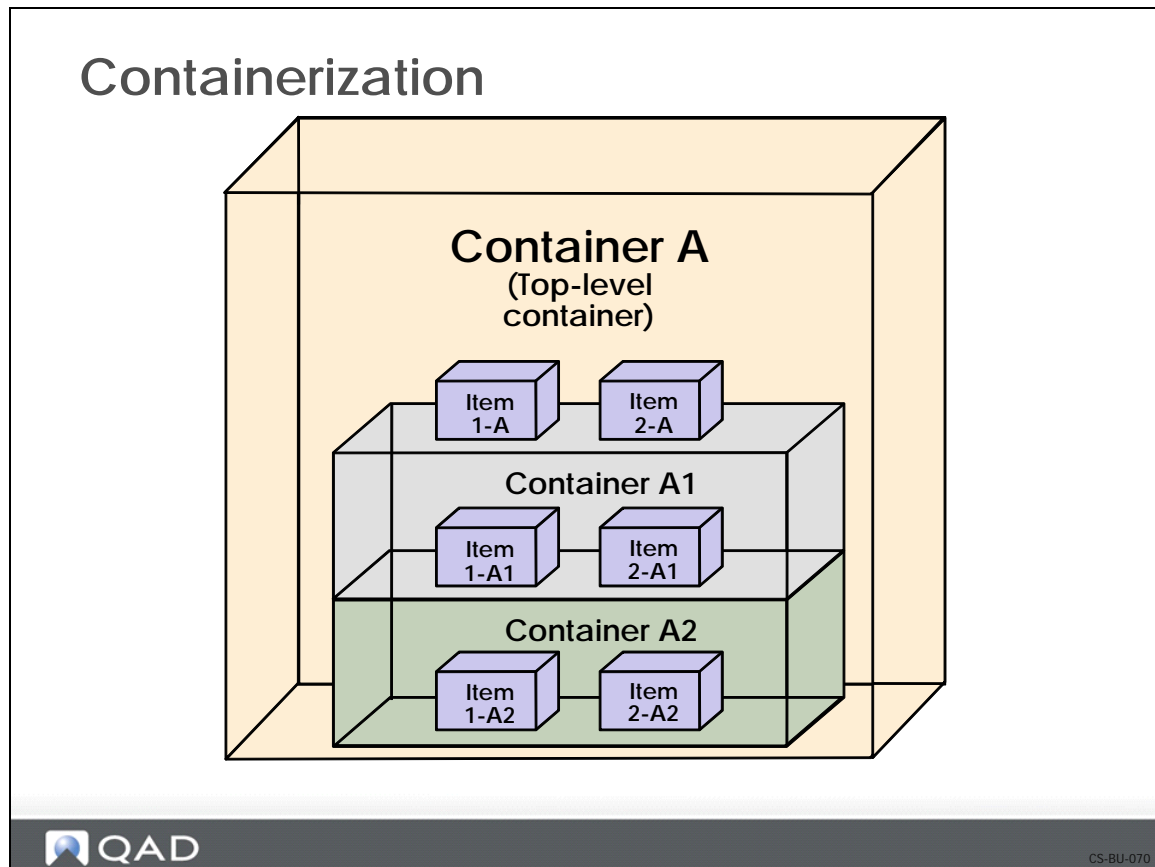 Containerization
Container A
(Top-level
container)
Item
1-A
Item
2-A
Container A1
Item
1-A1
Item
2-A1
Container A2
Item
1-A2
Item
2-A2
QAD
CS-BU-070